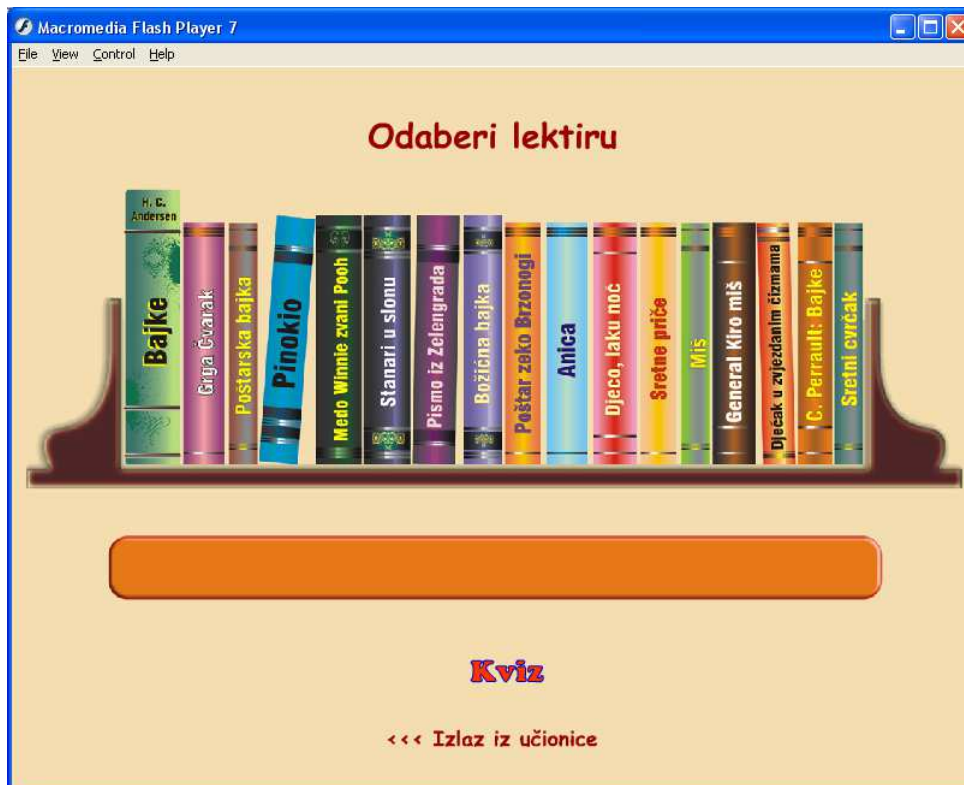 Macromedia Flash Player 7
File View Control Help
Odaberi lektiru
H. C.
Andersen
Bajke
Grga Čvarak
Poštarska bajka
Pinokio
Medo Winnie zvani Pooh
Stanari u slonu
Pismo iz Zelengrada
Božićna bajka
Poštar zeko Brzonogi
Anica
Djeco, laku noć
Sretne priče
Miš
General Kiro miš
Dječak u zvjezdanim čizmama
C. Perrault: Bajke
Sretni cvrčak
Kviz
<<< Izlaz iz učionice